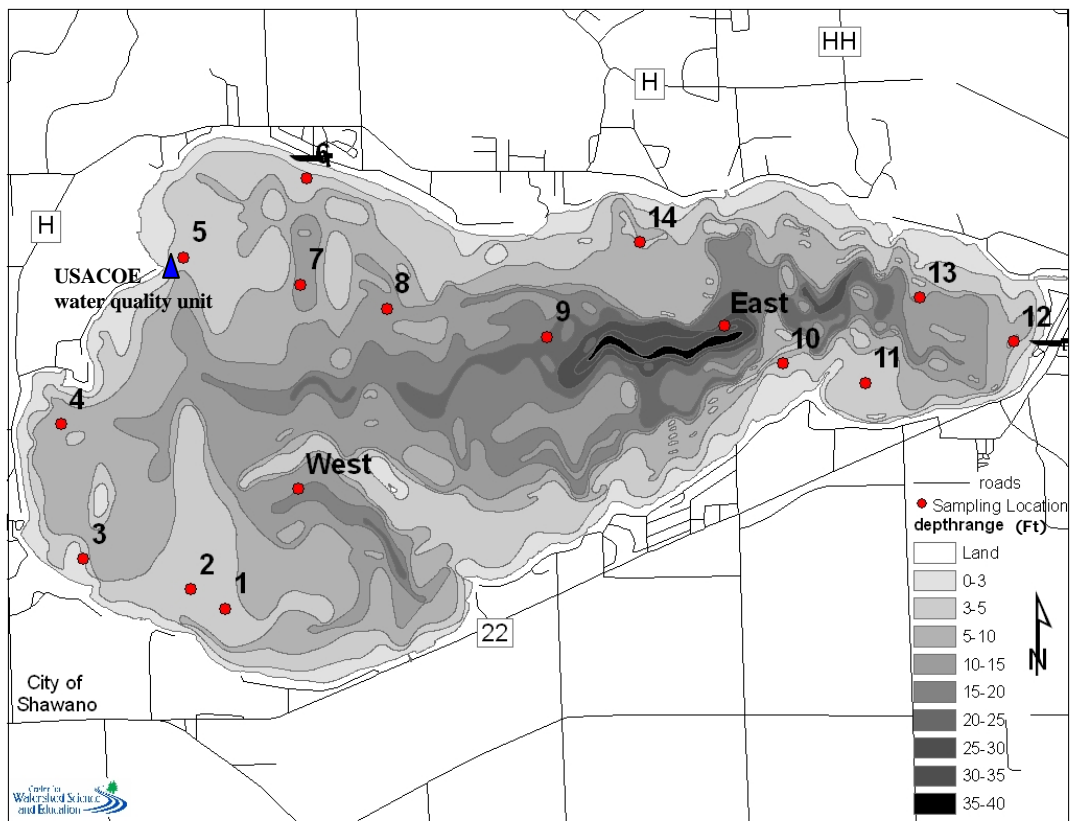 HH
H
6
H
5
14
USACOE
water quality unit
7
8
13
East
9
12
10
11
4
West
roads
Sampling Location
depthrange (Ft)
Land
3
0-3
2
1
3-5
22
5-10
10-15
N
City of
Shawano
15-20
20-25
25-30
30-35
35-40
Center for
Watershed Science
and Education